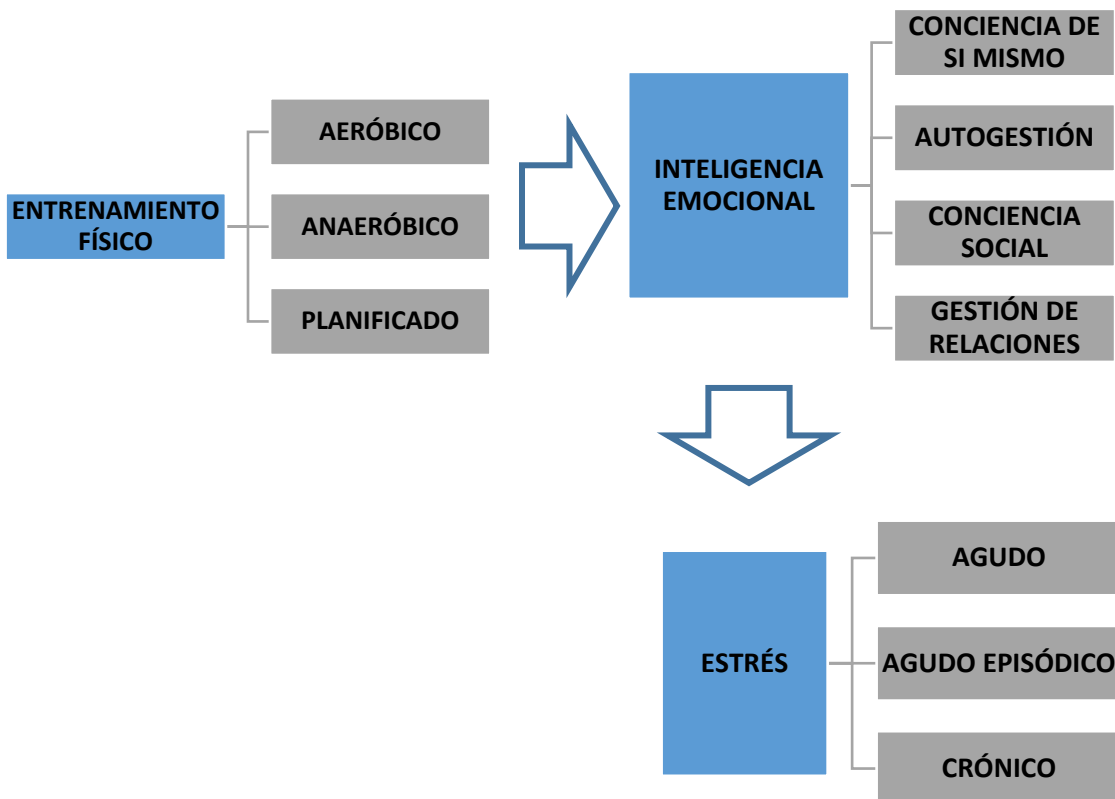 ENTRENAMIENTO
FÍSICO
AERÓBICO
ANAERÓBICO
PLANIFICADO
INTELIGENCIA
EMOCIONAL
CONCIENCIA DE
SI MISMO
AUTOGESTIÓN
CONCIENCIA
SOCIAL
GESTIÓN DE
RELACIONES
ESTRÉS
AGUDO
AGUDO EPISÓDICO
CRÓNICO